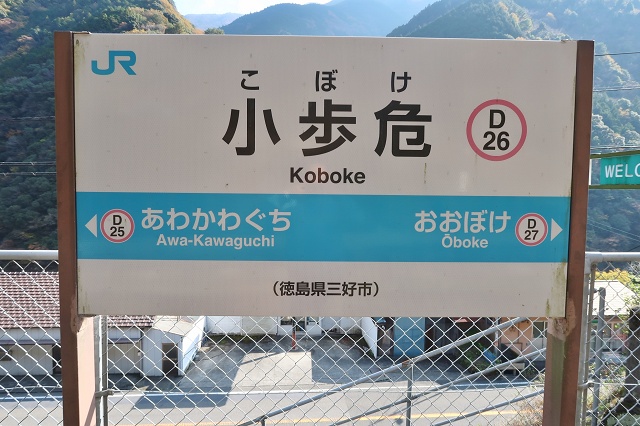 JR
こぼけ
小歩危
D
26
Koboke
D
25
あわかわぐち
Awa-Kawaguchi
おおぼけ
Ōboke
D
27
（徳島県三好市）
WELC